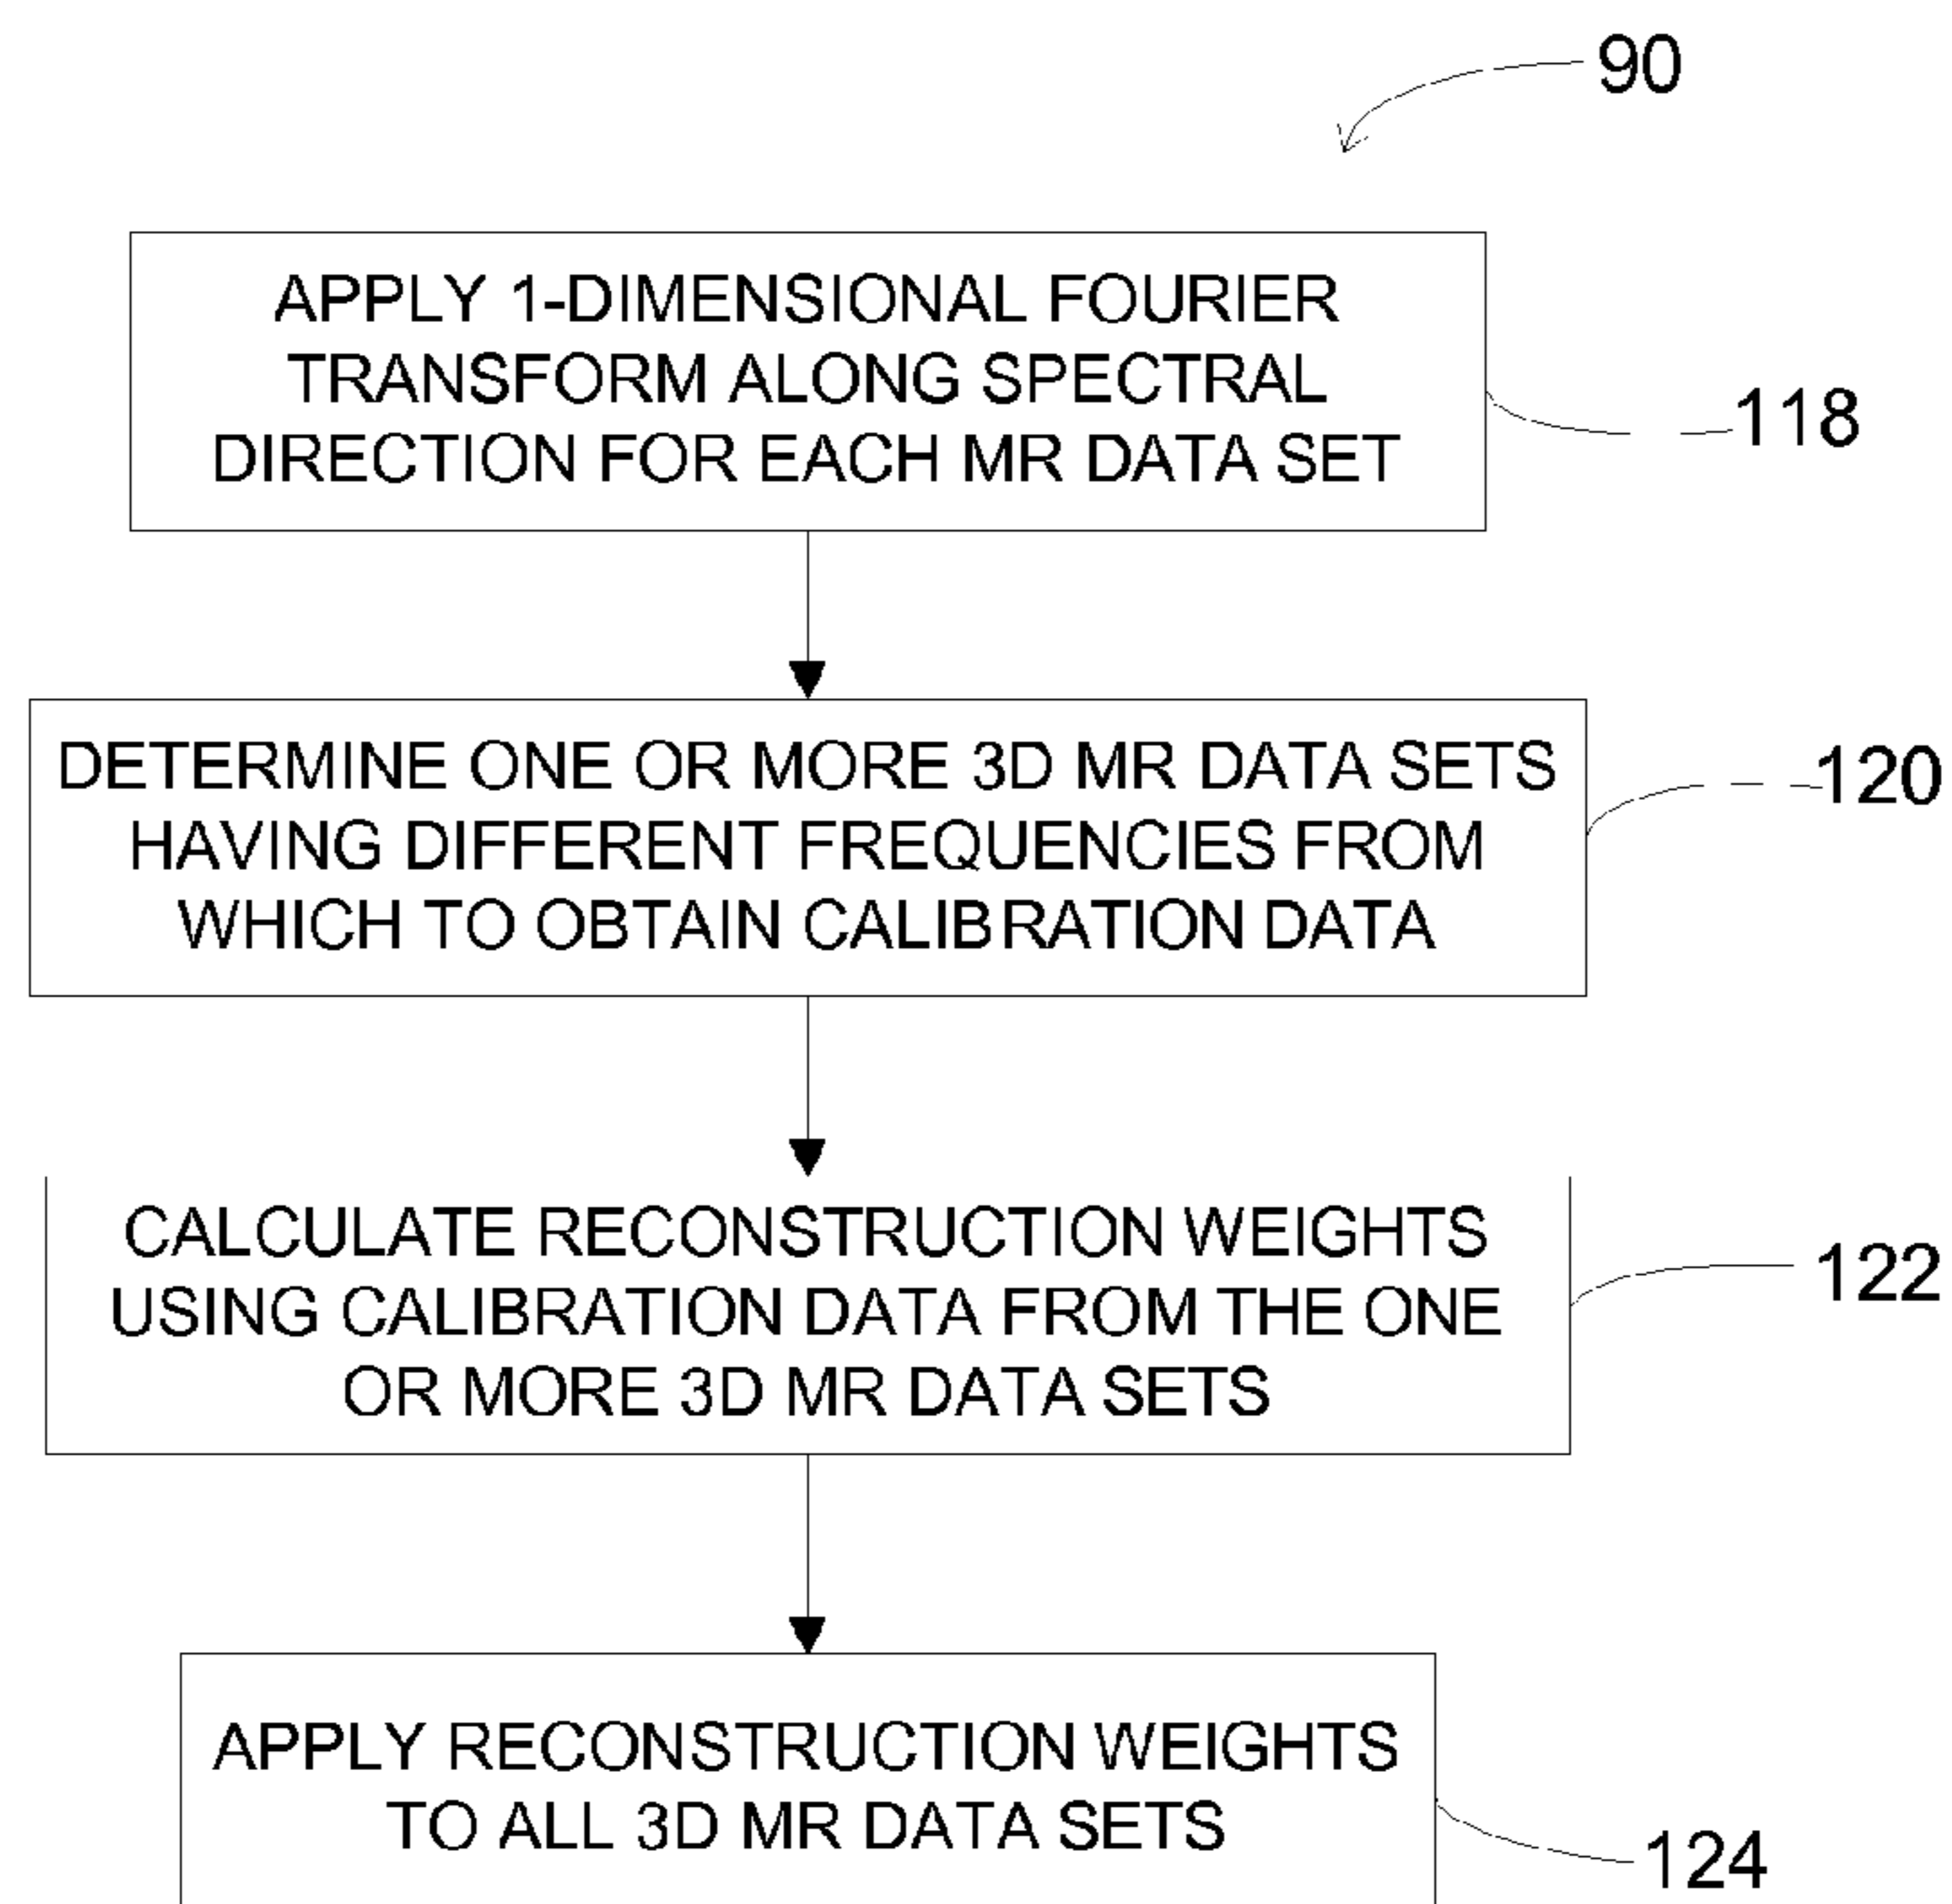 90
APPLY 1-DIMENSIONAL FOURIER
TRANSFORM ALONG SPECTRAL
DIRECTION FOR EACH MR DATA SET
118
DETERMINE ONE OR MORE 3D MR DATA SETS
HAVING DIFFERENT FREQUENCIES FROM
WHICH TO OBTAIN CALIBRATION DATA
120
CALCULATE RECONSTRUCTION WEIGHTS
USING CALIBRATION DATA FROM THE ONE
OR MORE 3D MR DATA SETS
122
APPLY RECONSTRUCTION WEIGHTS
TO ALL 3D MR DATA SETS
124